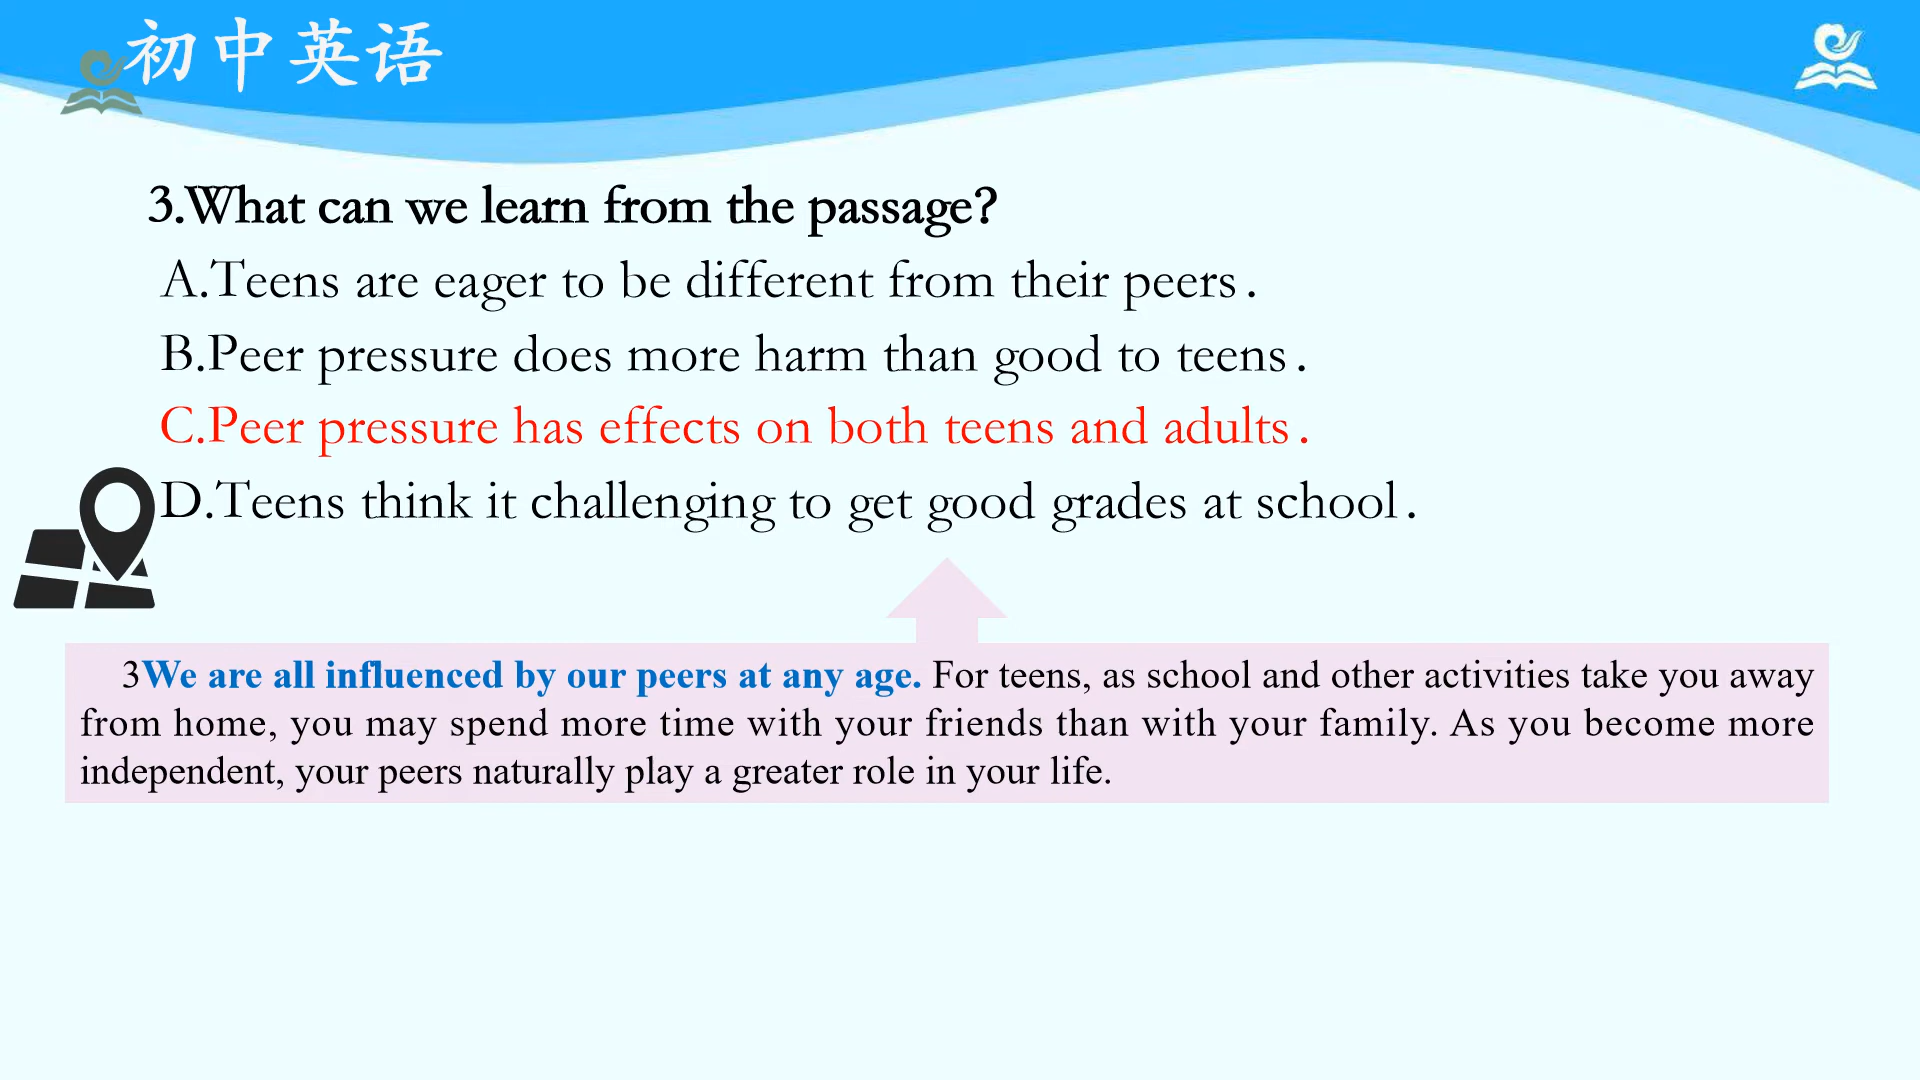 初中英语
3.What can we learn from the passage?
A.Teens are eager to be different from their peers.
B.Peer pressure does more harm than good to teens.
C.Peer pressure has effects on both teens and adults.
D.Teens think it challenging to get good grades at school.
3We are all influenced by our peers at any age. For teens, as school and other activities take you away
from home, you may spend more time with your friends than with your family. As you become more
independent, your peers naturally play a greater role in your life.